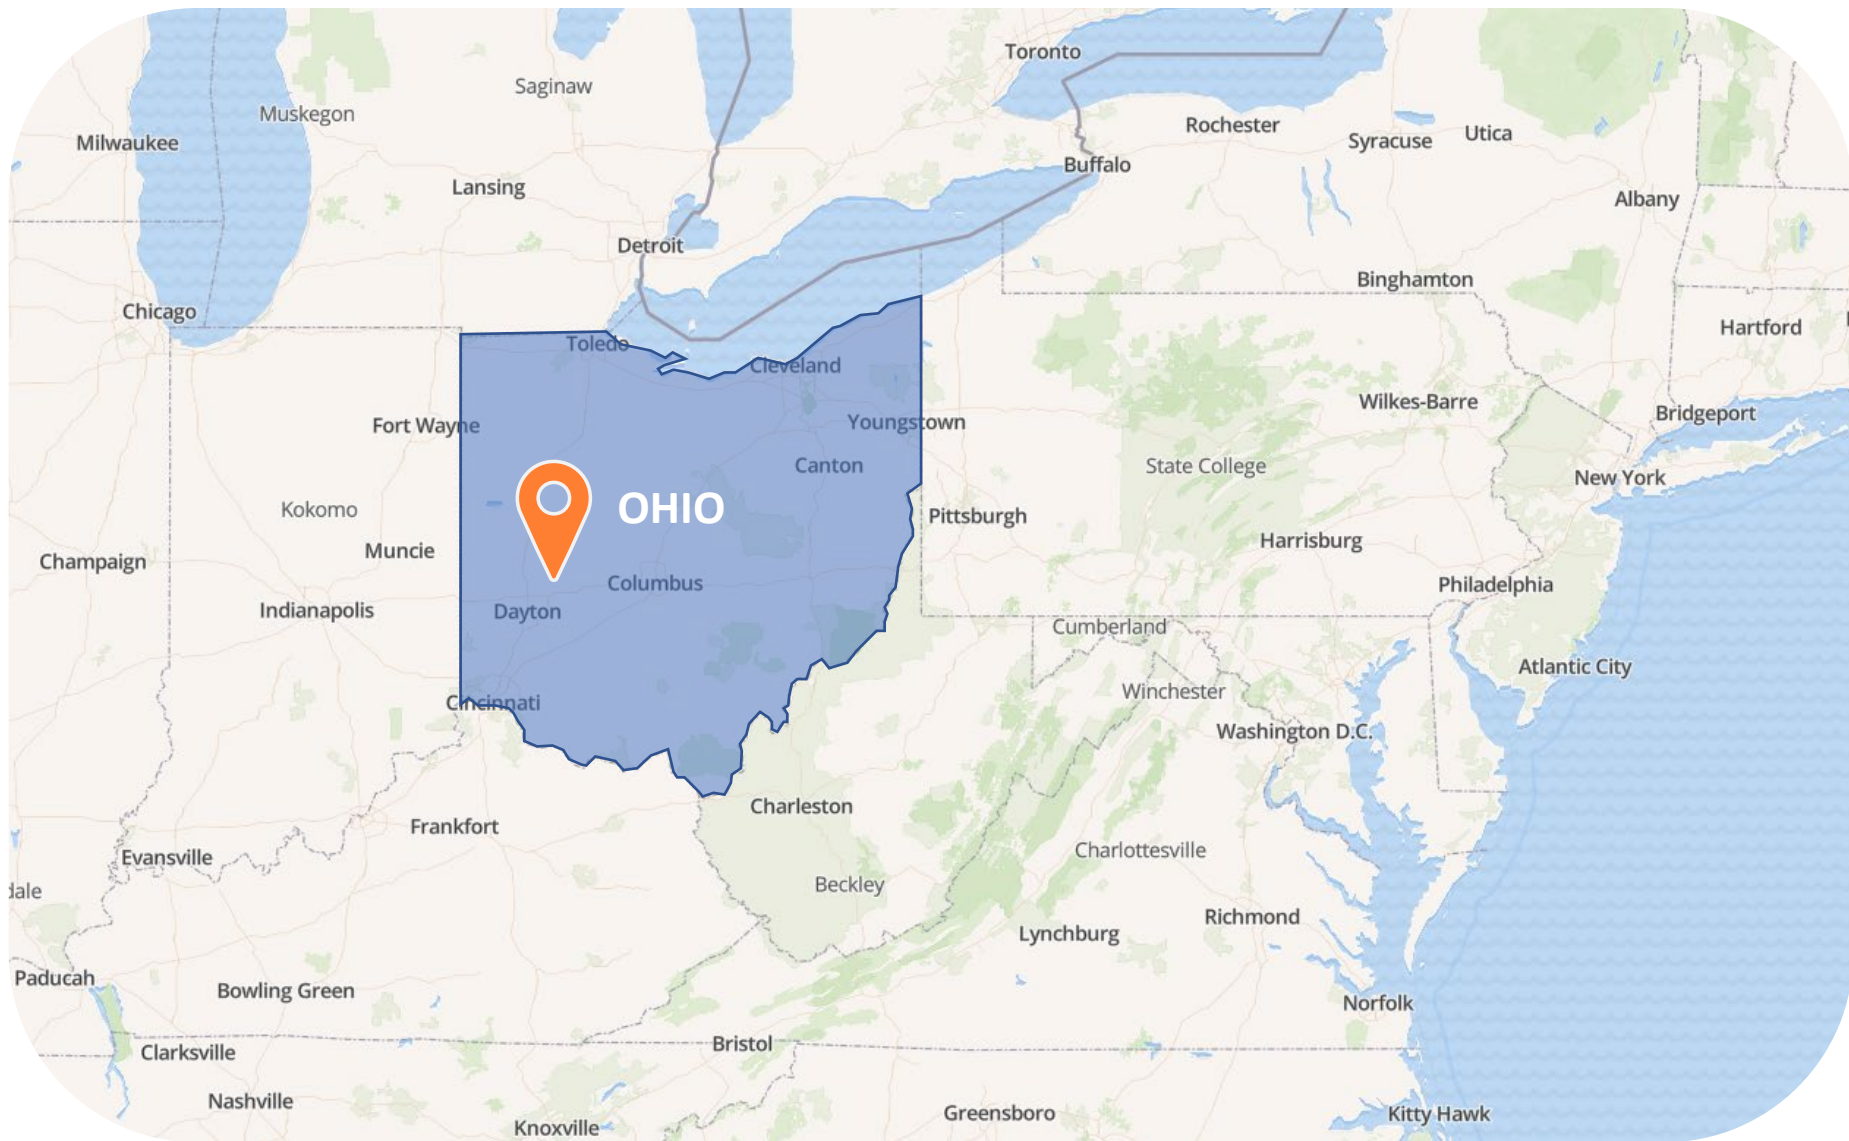 Toronto
Saginaw
Muskegon
Rochester
Milwaukee
Syracuse
Utica
Buffalo
Lansing
Albany
Detroit
Binghamton
Chicago
Hartford
Toledo
Cleveland
Wilkes-Barre
Bridgeport
Fort Wayne
Youngstown
Canton
State College
New York
OHIO
Kokomo
Pittsburgh
Muncie
Harrisburg
Champaign
Columbus
Philadelphia
Indianapolis
Dayton
Cumberland
Atlantic City
Winchester
Cincinnati
Washington D.C.
Charleston
Frankfort
Charlottesville
Evansville
Beckley
dale
Richmond
Lynchburg
Paducah
Bowling Green
Norfolk
Bristol
Clarksville
Nashville
Greensboro
Kitty Hawk
Knoxville